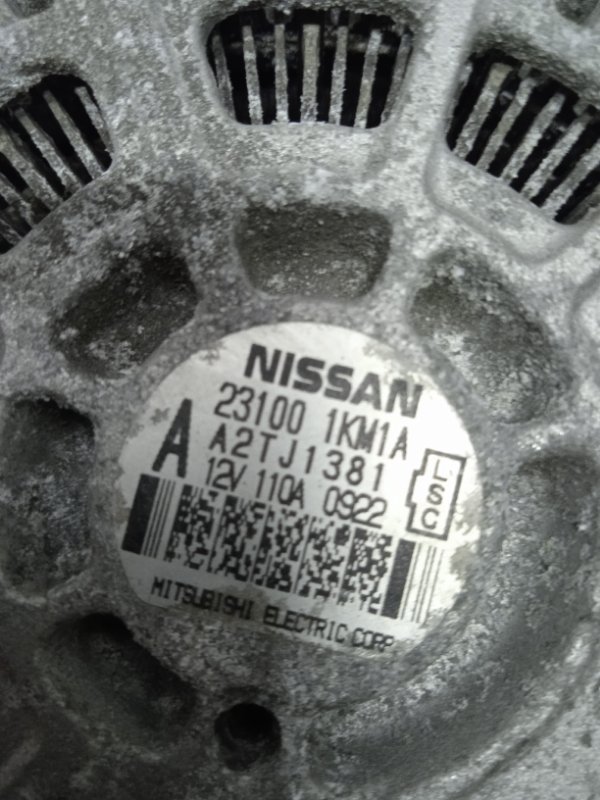 NISSAN
23100 1KM1A
A A2TJ1381
12V 110A 0922
LSC
MITSUBISHI ELECTRIC CORP.